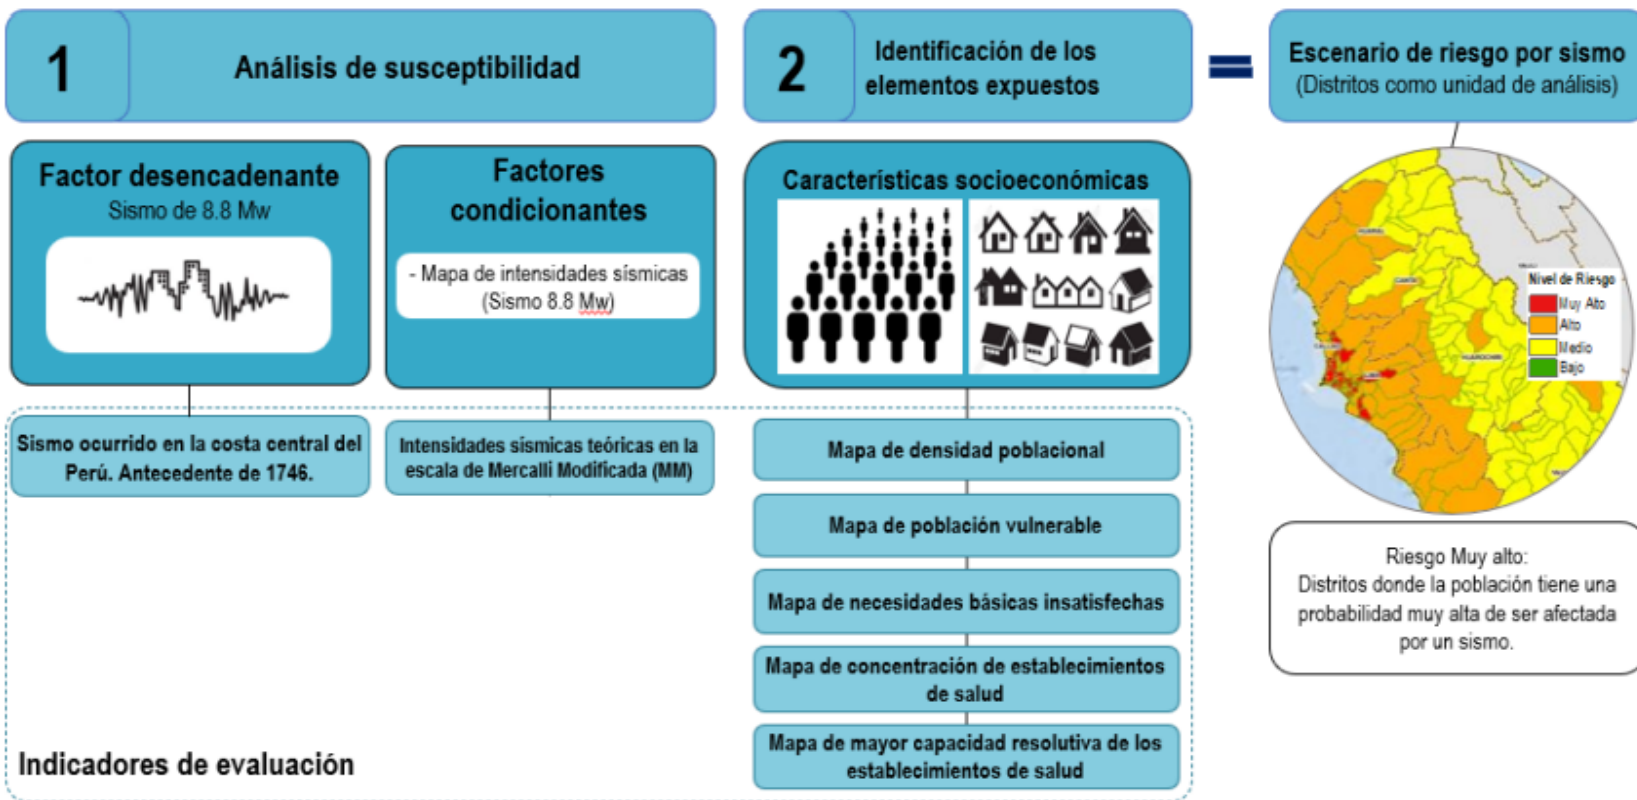 1
Análisis de susceptibilidad
2
Identificación de los
elementos expuestos
=
Escenario de riesgo por sismo
(Distritos como unidad de análisis)
Factor desencadenante
Sismo de 8.8 Mw
Factores
condicionantes
- Mapa de intensidades sísmicas
(Sismo 8.8 Mw)
Características socioeconómicas
Nivel de Riesgo
Muy Alto
Alto
Medio
Bajo
HUARAL
CANTA
CALLAO
LIMA
HUAROCHIRI
Sismo ocurrido en la costa central del
Perú. Antecedente de 1746.
Intensidades sísmicas teóricas en la
escala de Mercalli Modificada (MM)
Mapa de densidad poblacional
Mapa de población vulnerable
Mapa de necesidades básicas insatisfechas
Mapa de concentración de establecimientos
de salud
Mapa de mayor capacidad resolutiva de los
establecimientos de salud
Riesgo Muy alto:
Distritos donde la población tiene una
probabilidad muy alta de ser afectada
por un sismo.
Indicadores de evaluación